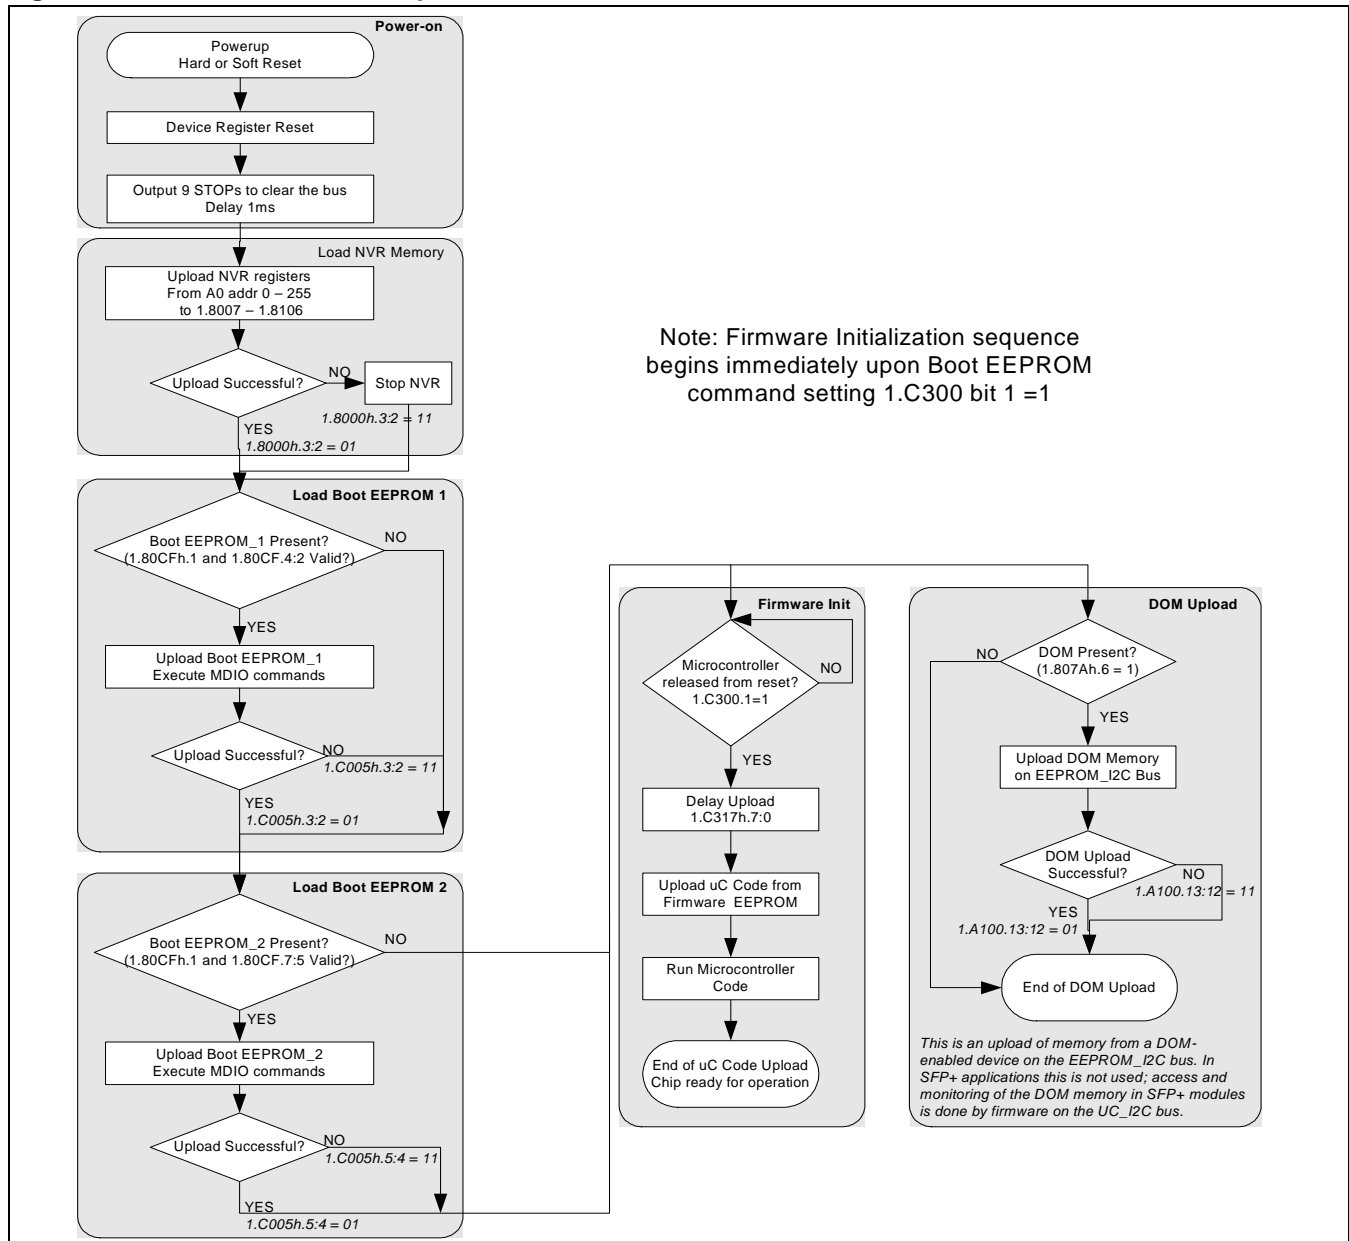 Power-on
Powerup
Hard or Soft Reset
Device Register Reset
Output 9 STOPs to clear the bus
Delay 1ms
Load NVR Memory
Upload NVR registers
From A0 addr 0 – 255
to 1.8007 – 1.8106
Upload Successful?
NO
Stop NVR
1.8000h.3:2 = 11
YES
1.8000h.3:2 = 01
Note: Firmware Initialization sequence
begins immediately upon Boot EEPROM
command setting 1.C300 bit 1 =1
Load Boot EEPROM 1
Boot EEPROM_1 Present?
(1.80CFh.1 and 1.80CF.4:2 Valid?)
NO
YES
Upload Boot EEPROM_1
Execute MDIO commands
Upload Successful?
NO
1.C005h.3:2 = 11
YES
1.C005h.3:2 = 01
Load Boot EEPROM 2
Boot EEPROM_2 Present?
(1.80CFh.1 and 1.80CF.7:5 Valid?)
NO
YES
Upload Boot EEPROM_2
Execute MDIO commands
Upload Successful?
NO
1.C005h.5:4 = 11
YES
1.C005h.5:4 = 01
Firmware Init
Microcontroller
released from reset?
1.C300.1=1
NO
YES
Delay Upload
1.C317h.7:0
Upload uC Code from
Firmware EEPROM
Run Microcontroller
Code
End of uC Code Upload
Chip ready for operation
DOM Upload
DOM Present?
(1.807Ah.6 = 1)
NO
YES
Upload DOM Memory
on EEPROM_I2C Bus
DOM Upload
Successful?
NO
1.A100.13:12 = 11
YES
1.A100.13:12 = 01
End of DOM Upload
This is an upload of memory from a DOM-
enabled device on the EEPROM_I2C bus. In
SFP+ applications this is not used; access and
monitoring of the DOM memory in SFP+ modules
is done by firmware on the UC_I2C bus.